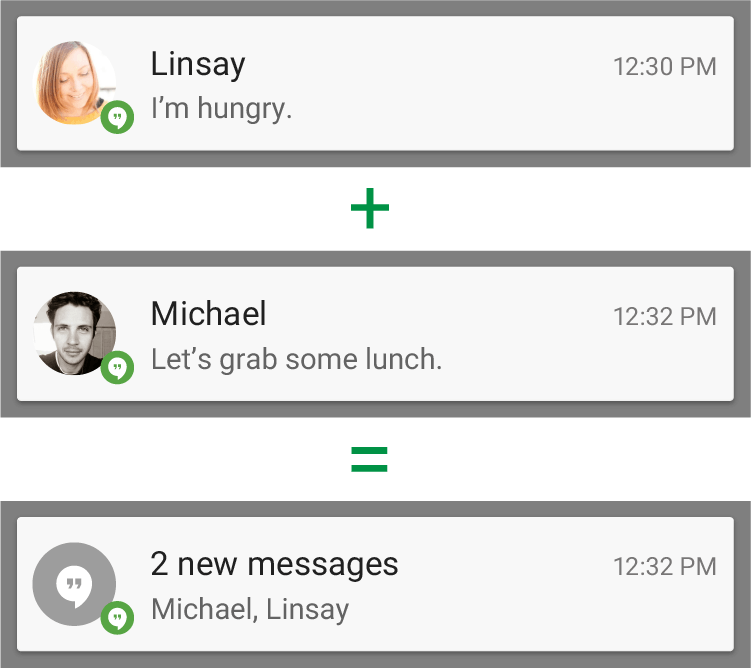 Linsay 12:30 PM
I’m hungry.
+
Michael 12:32 PM
Let’s grab some lunch.
=
2 new messages 12:32 PM
Michael, Linsay